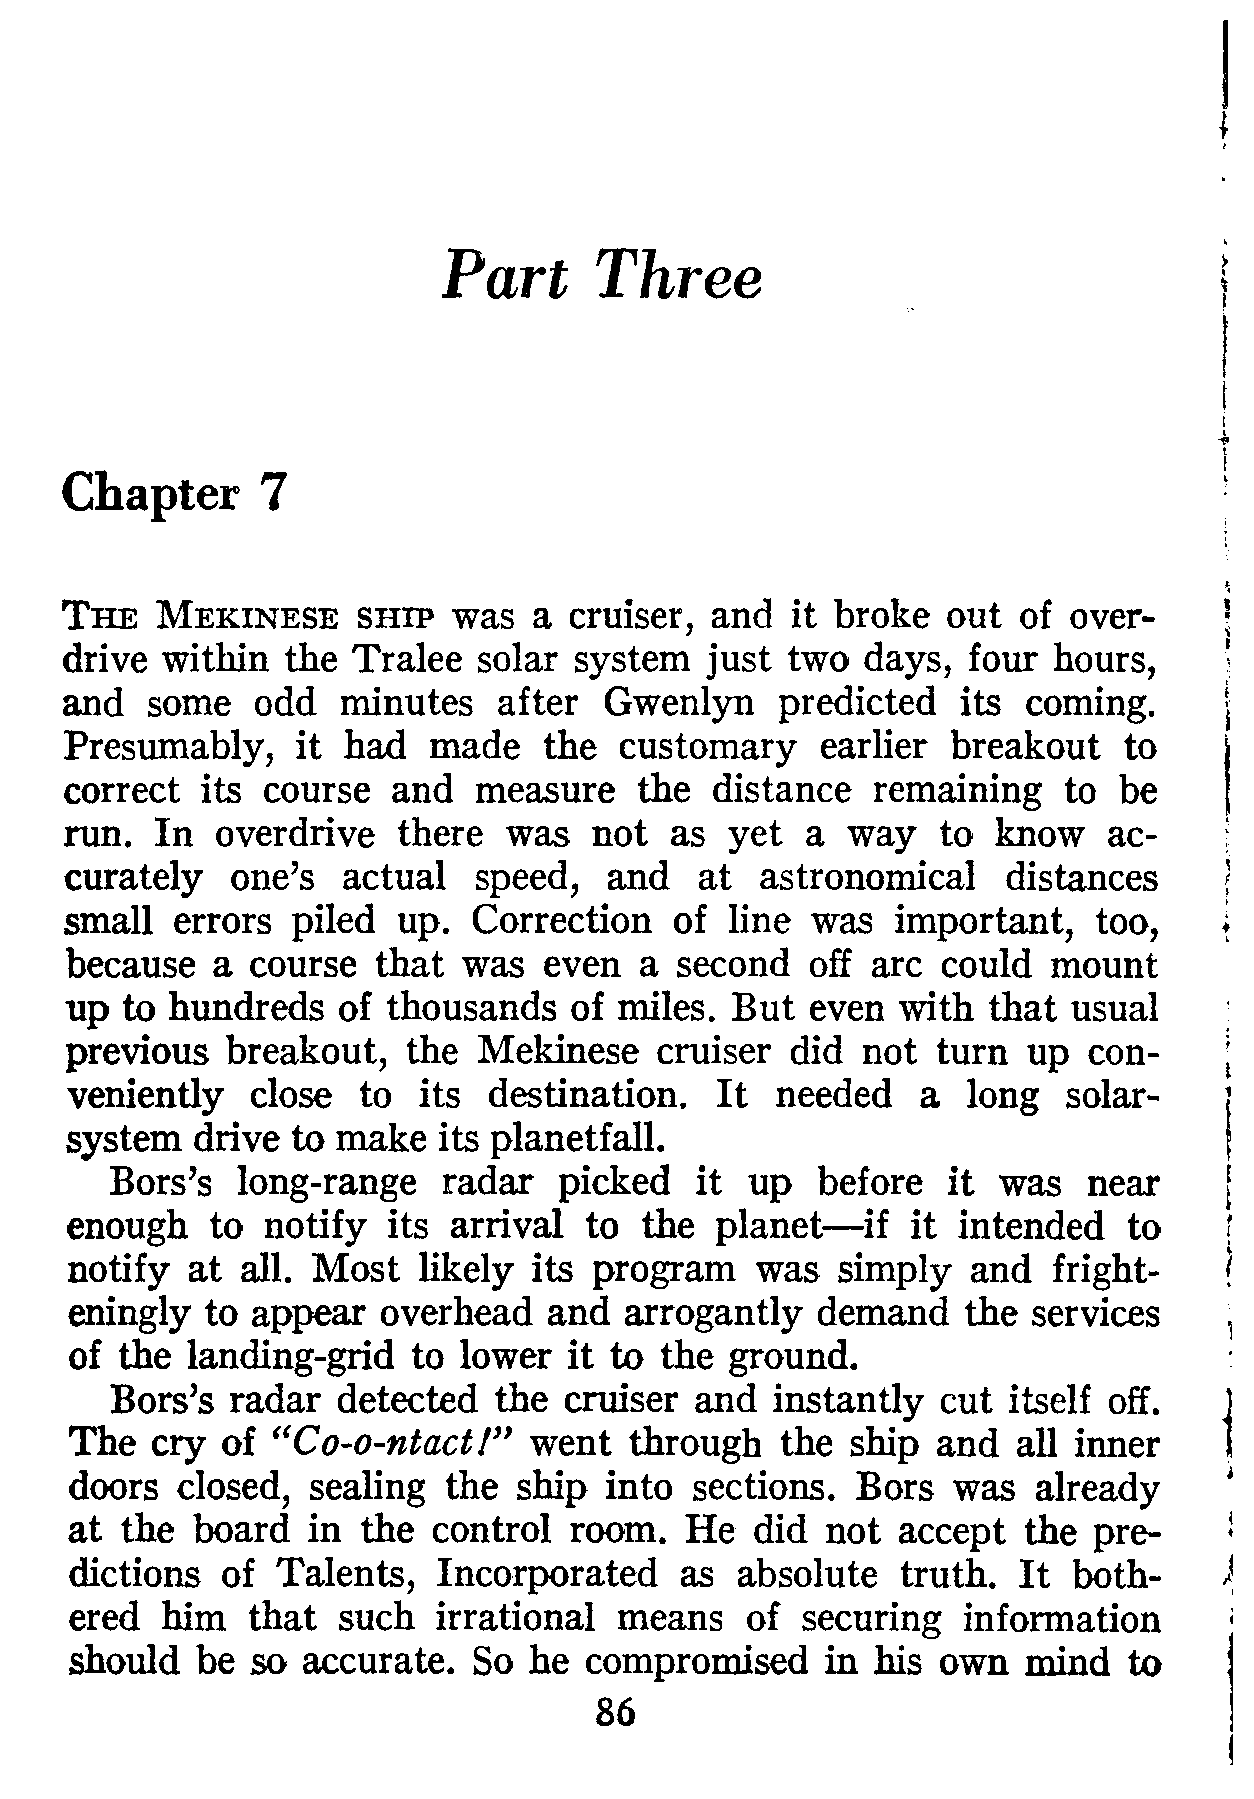 Part Three
Chapter 7
THE MEKINESE SHIP was a cruiser, and it broke out of over-
drive within the Tralee solar system just two days, four hours,
and some odd minutes after Gwenlyn predicted its coming.
Presumably, it had made the customary earlier breakout to
correct its course and measure the distance remaining to be
run. In overdrive there was not as yet a way to know ac-
curately one's actual speed, and at astronomical distances
small errors piled up. Correction of line was important, too,
because a course that was even a second off arc could mount
up to hundreds of thousands of miles. But even with that usual
previous breakout, the Mekinese cruiser did not turn up con-
veniently close to its destination. It needed a long solar-
system drive to make its planetfall.
Bors's long-range radar picked it up before it was near
enough to notify its arrival to the planet—if it intended to
notify at all. Most likely its program was simply and fright-
eningly to appear overhead and arrogantly demand the services
of the landing-grid to lower it to the ground.
Bors's radar detected the cruiser and instantly cut itself off.
The cry of "Co-o-ntact!" went through the ship and all inner
doors closed, sealing the ship into sections. Bors was already
at the board in the control room. He did not accept the pre-
dictions of Talents, Incorporated as absolute truth. It both-
ered him that such irrational means of securing information
should be so accurate. So he compromised in his own mind to
86